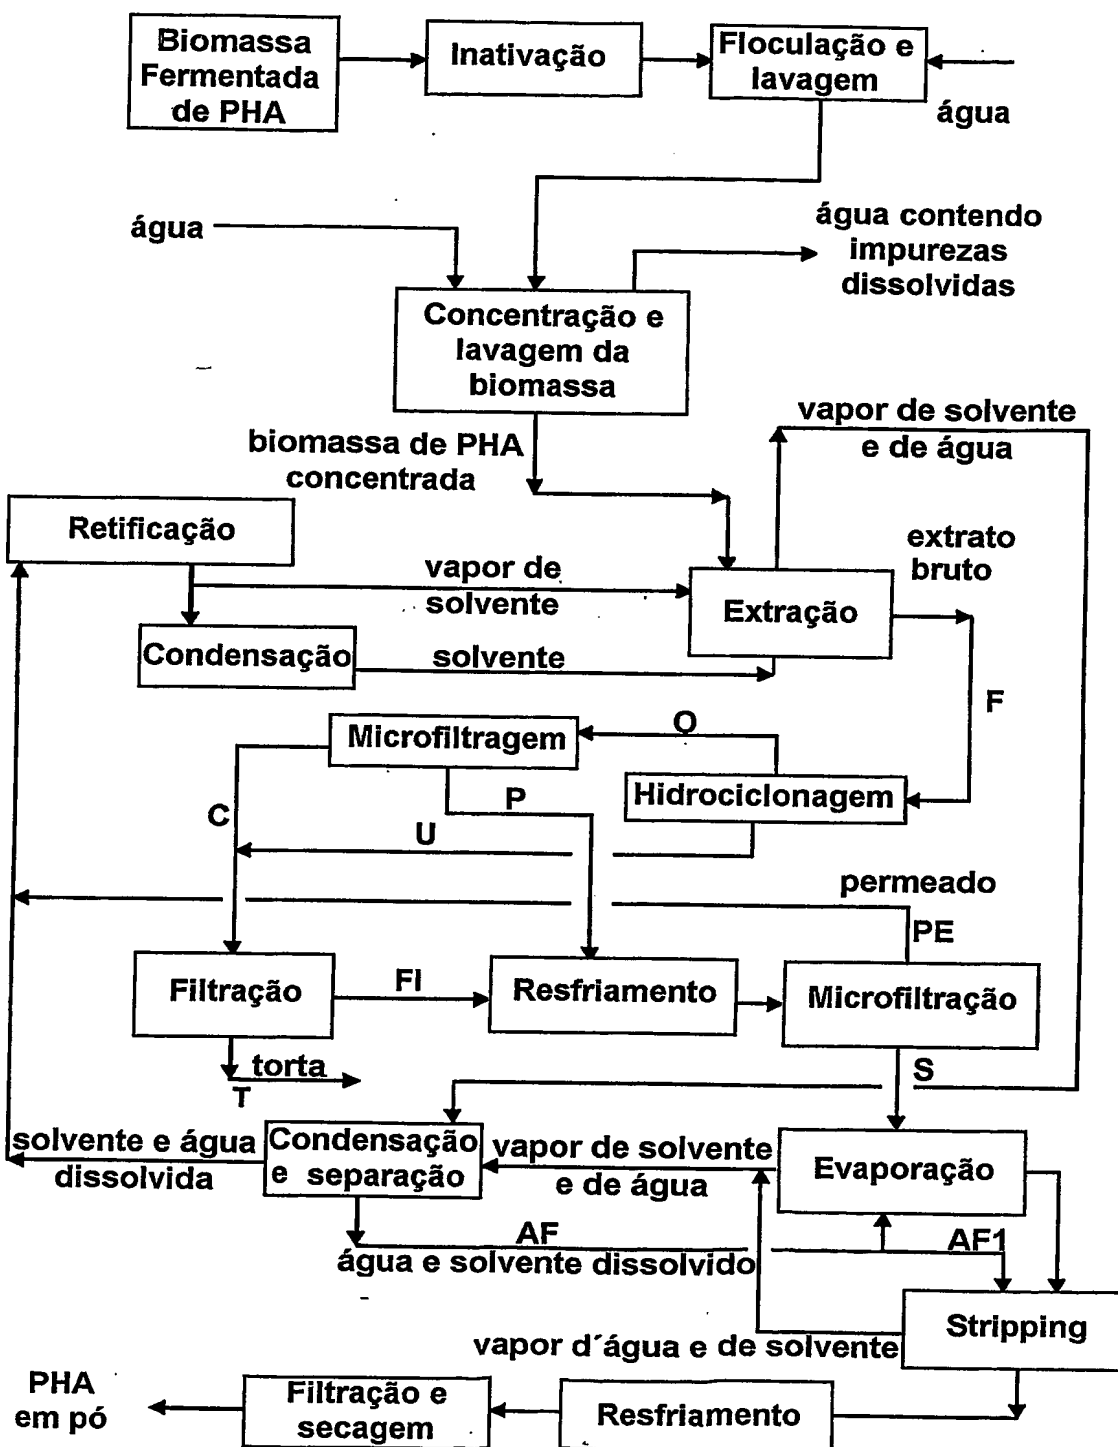 Biomassa
Fermentada
de PHA
Inativação
Floculação e
lavagem
água
água
água contendo
impurezas
dissolvidas
Concentração e
lavagem da
biomassa
vapor de solvente
e de água
biomassa de PHA
concentrada
Retificação
extrato
bruto
vapor de
solvente
Extração
Condensação
solvente
F
O
Microfiltragem
Hidrociclonagem
P
C
U
permeado
PE
Filtração
FI
Resfriamento
Microfiltração
torta
T
S
solvente e água
dissolvida
Condensação
e separação
vapor de solvente
e de água
Evaporação
AF
AF1
água e solvente dissolvido
Stripping
vapor d´água e de solvente
PHA
em pó
Filtração e
secagem
Resfriamento